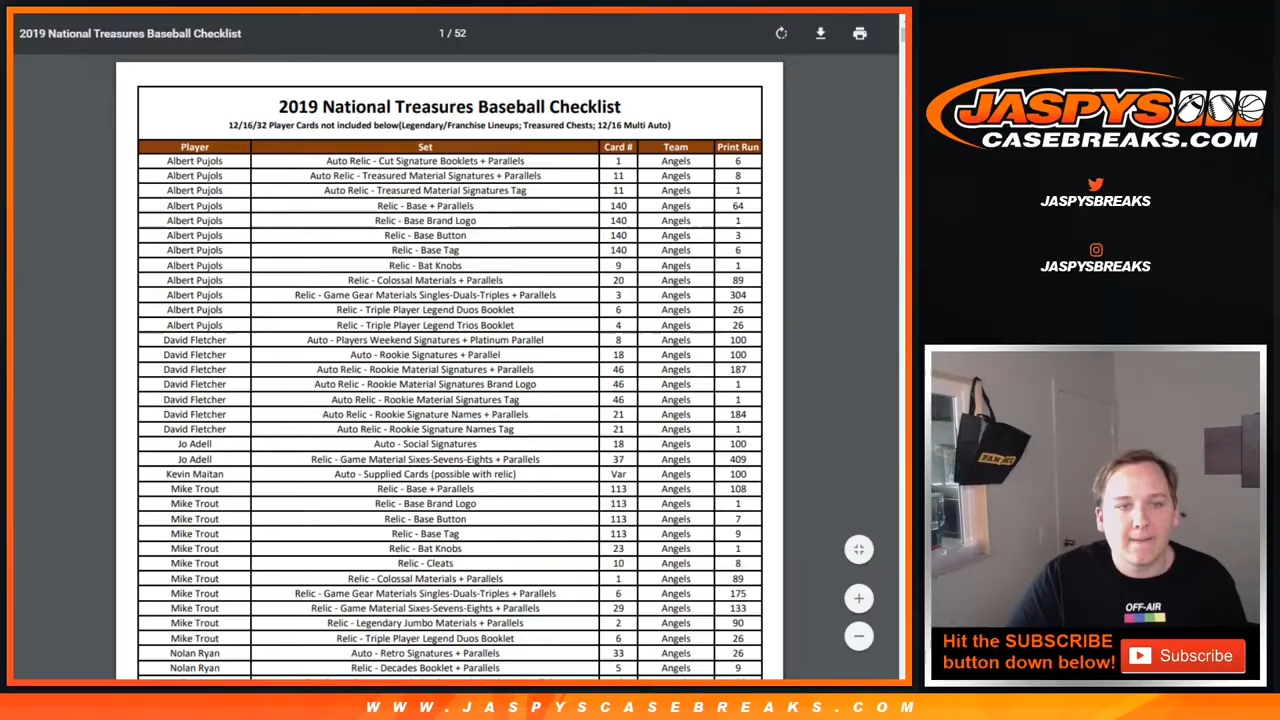 2019 National Treasures Baseball Checklist
1 / 52
2019 National Treasures Baseball Checklist
12/16/32 Player Cards not included below(Legendary/Franchise Lineups; Treasured Chests; 12/16 Multi Auto)
Player Set Card # Team Print Run
Albert Pujols Auto Relic - Cut Signature Booklets + Parallels 1 Angels 6
Albert Pujols Auto Relic - Treasured Material Signatures + Parallels 11 Angels 8
Albert Pujols Auto Relic - Treasured Material Signatures Tag 11 Angels 1
Albert Pujols Relic - Base + Parallels 140 Angels 64
Albert Pujols Relic - Base Brand Logo 140 Angels 1
Albert Pujols Relic - Base Button 140 Angels 3
Albert Pujols Relic - Base Tag 140 Angels 6
Albert Pujols Relic - Bat Knobs 9 Angels 1
Albert Pujols Relic - Colossal Materials + Parallels 20 Angels 89
Albert Pujols Relic - Game Gear Materials Singles-Duals-Triples + Parallels 3 Angels 304
Albert Pujols Relic - Triple Player Legend Duos Booklet 6 Angels 26
Albert Pujols Relic - Triple Player Legend Trios Booklet 4 Angels 26
David Fletcher Auto - Players Weekend Signatures + Platinum Parallel 8 Angels 100
David Fletcher Auto - Rookie Signatures + Parallel 18 Angels 100
David Fletcher Auto Relic - Rookie Material Signatures + Parallels 46 Angels 187
David Fletcher Auto Relic - Rookie Material Signatures Brand Logo 46 Angels 1
David Fletcher Auto Relic - Rookie Material Signatures Tag 46 Angels 1
David Fletcher Auto Relic - Rookie Signature Names + Parallels 21 Angels 184
David Fletcher Auto Relic - Rookie Signature Names Tag 21 Angels 1
Jo Adell Auto - Social Signatures 18 Angels 100
Jo Adell Relic - Game Material Sixes-Sevens-Eights + Parallels 37 Angels 409
Kevin Maitan Auto - Supplied Cards (possible with relic) Var Angels 100
Mike Trout Relic - Base + Parallels 113 Angels 108
Mike Trout Relic - Base Brand Logo 113 Angels 1
Mike Trout Relic - Base Button 113 Angels 7
Mike Trout Relic - Base Tag 113 Angels 9
Mike Trout Relic - Bat Knobs 23 Angels 1
Mike Trout Relic - Cleats 10 Angels 8
Mike Trout Relic - Colossal Materials + Parallels 1 Angels 89
Mike Trout Relic - Game Gear Materials Singles-Duals-Triples + Parallels 6 Angels 175
Mike Trout Relic - Game Material Sixes-Sevens-Eights + Parallels 29 Angels 133
Mike Trout Relic - Legendary Jumbo Materials + Parallels 2 Angels 90
Mike Trout Relic - Triple Player Legend Duos Booklet 6 Angels 26
Nolan Ryan Auto - Retro Signatures + Parallels 33 Angels 26
Nolan Ryan Relic - Decades Booklet + Parallels 5 Angels 9
JASPYS
CASEBREAKS.COM
JASPYSBREAKS
JASPYSBREAKS
PANINI
OFF-AIR
Hit the SUBSCRIBE
button down below!
Subscribe
WWW.JASPYSCASEBREAKS.COM